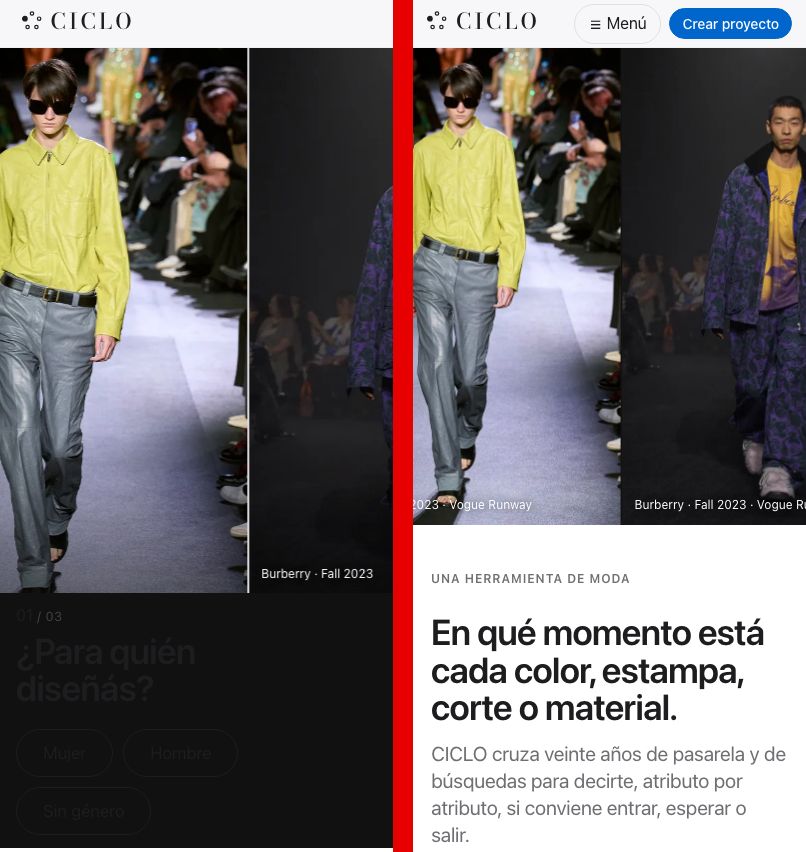 CICLO
Burberry · Fall 2023
01 / 03
¿Para quién
diseñás?
Mujer
Hombre
Sin género
CICLO
≡ Menú
Crear proyecto
2023 · Vogue Runway
Burberry · Fall 2023 · Vogue
UNA HERRAMIENTA DE MODA
En qué momento está
cada color, estampa,
corte o material.
CICLO cruza veinte años de pasarela y de
búsquedas para decirte, atributo por
atributo, si conviene entrar, esperar o
salir.